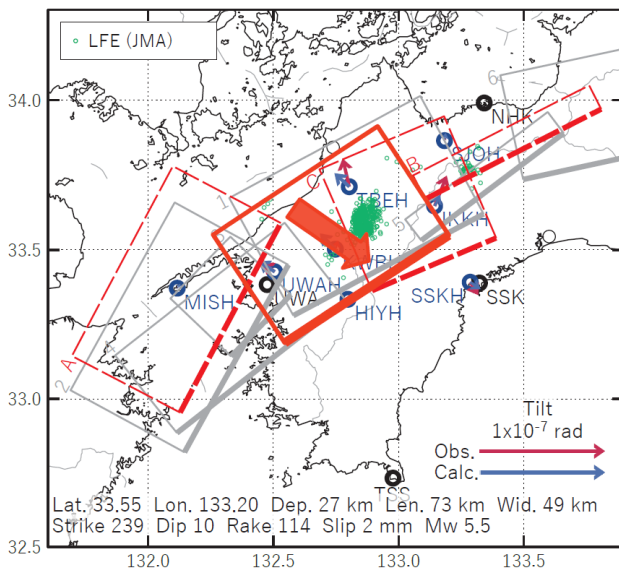 LFE (JMA)
34.0
33.5
33.0
32.5
132.0
132.5
133.0
133.5
6
NHK
JOH
B
C
TBEH
1
KKH
5
UWAH
UWA
HIYH
SSKH
SSK
MISH
A
2
Tilt
1x10⁻⁷ rad
Obs.
Calc.
TSS
Lat. 33.55 Lon. 133.20 Dep. 27 km Len. 73 km Wid. 49 km
Strike 239 Dip 10 Rake 114 Slip 2 mm Mw 5.5